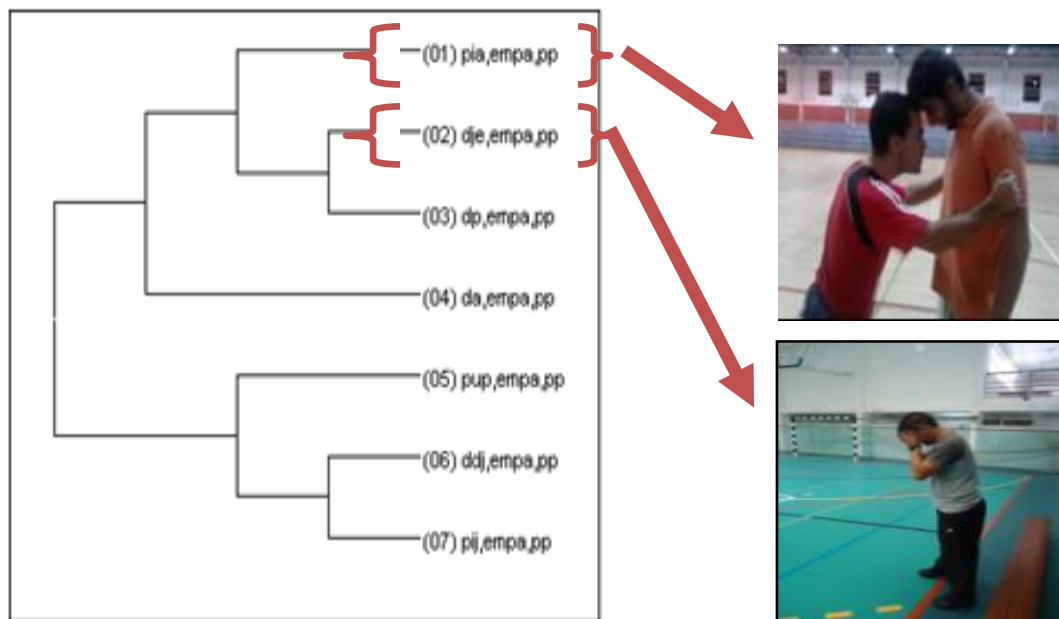 (01) pia,empa,pp
(02) dje,empa,pp
(03) dp,empa,pp
(04) da,empa,pp
(05) pup,empa,pp
(06) ddj,empa,pp
(07) pij,empa,pp